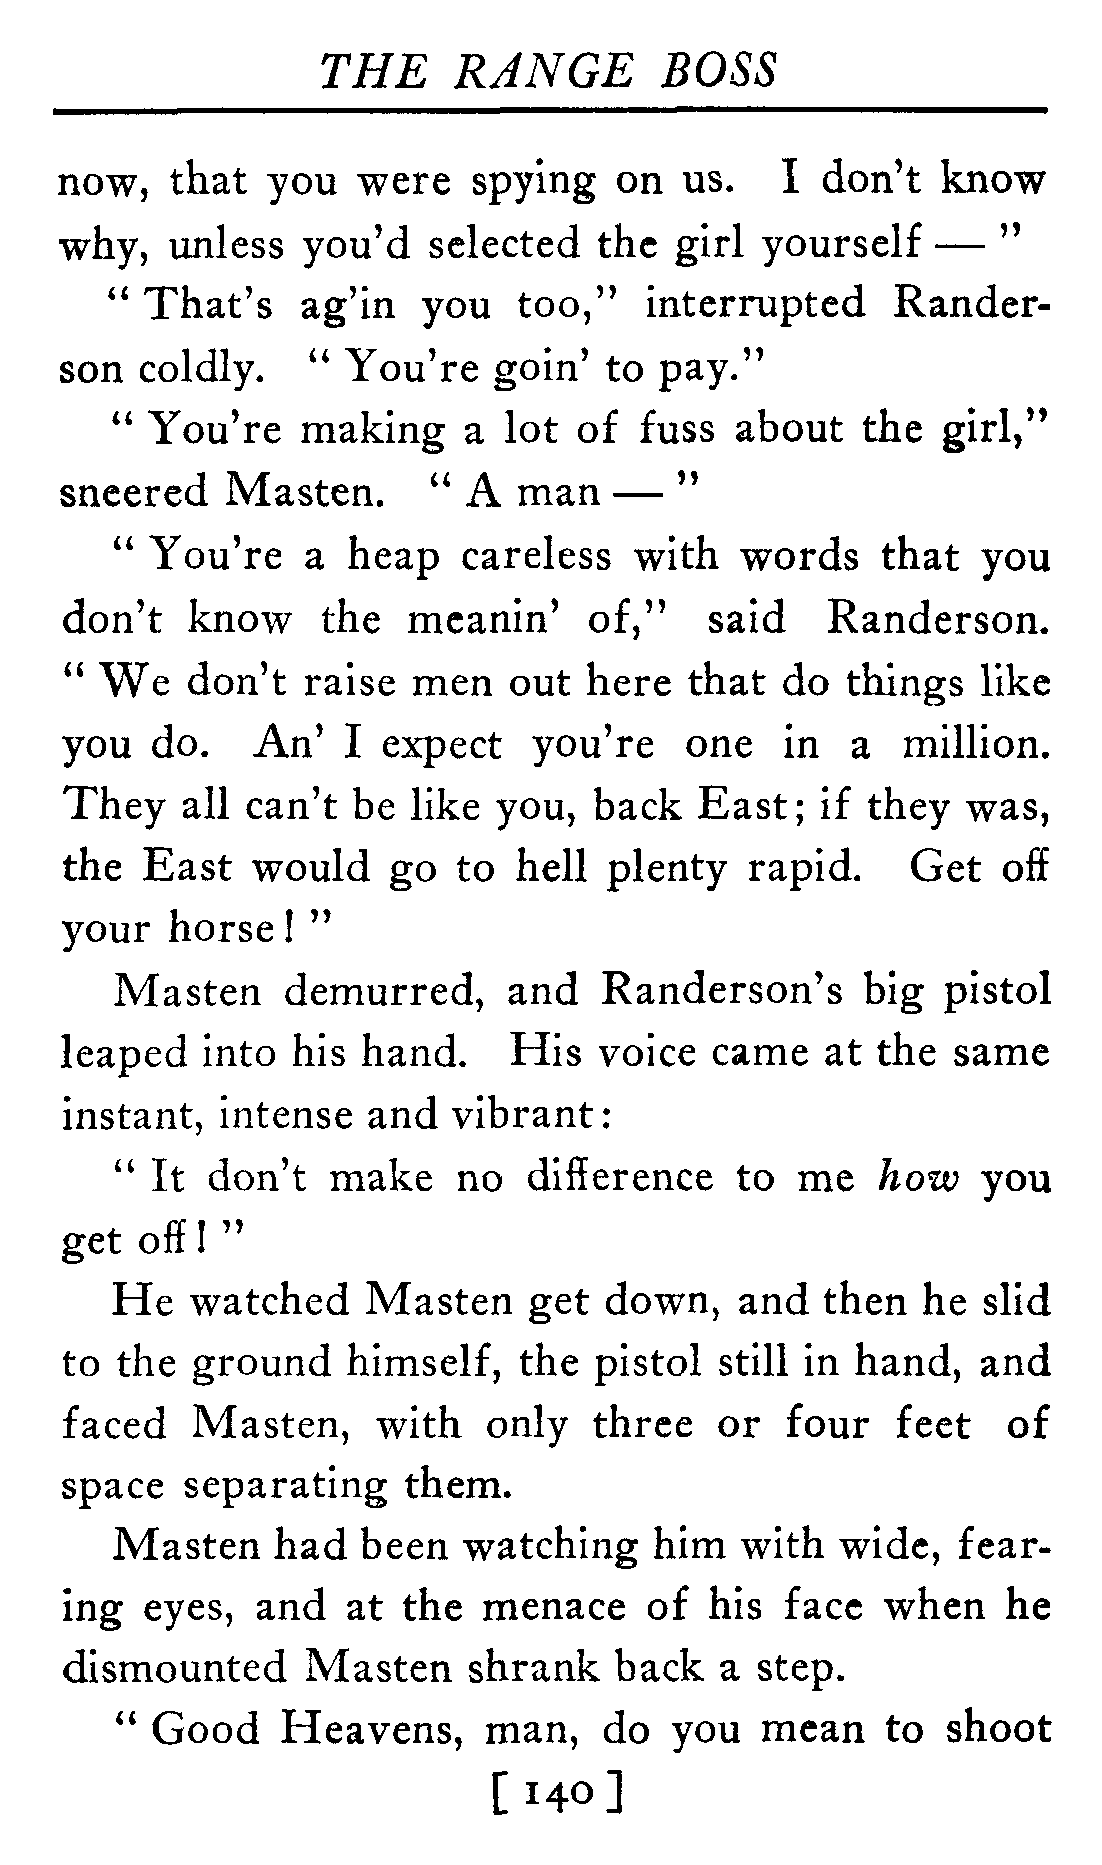 THE RANGE BOSS
now, that you were spying on us. I don't know
why, unless you'd selected the girl yourself — ”
“ That's ag'in you too,” interrupted Rander-
son coldly. “ You're goin' to pay.”
“ You're making a lot of fuss about the girl,”
sneered Masten. “ A man — ”
“ You're a heap careless with words that you
don't know the meanin' of,” said Randerson.
“ We don't raise men out here that do things like
you do. An' I expect you're one in a million.
They all can't be like you, back East; if they was,
the East would go to hell plenty rapid. Get off
your horse! ”
Masten demurred, and Randerson's big pistol
leaped into his hand. His voice came at the same
instant, intense and vibrant:
“ It don't make no difference to me how you
get off! ”
He watched Masten get down, and then he slid
to the ground himself, the pistol still in hand, and
faced Masten, with only three or four feet of
space separating them.
Masten had been watching him with wide, fear-
ing eyes, and at the menace of his face when he
dismounted Masten shrank back a step.
“ Good Heavens, man, do you mean to shoot
[ 140 ]